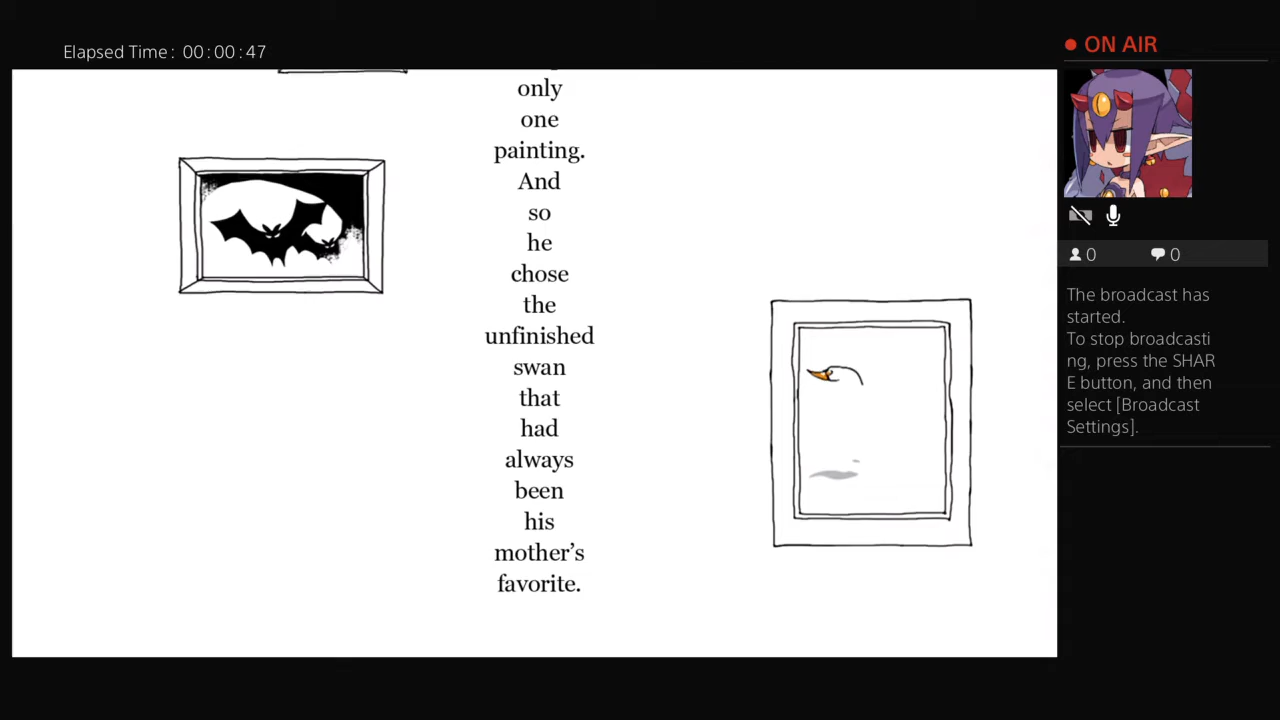 Elapsed Time: 00:00:47
ON AIR
only
one
painting.
And
so
he
chose
the
unfinished
swan
that
had
always
been
his
mother's
favorite.
0 0
The broadcast has
started.
To stop broadcasti
ng, press the SHAR
E button, and then
select [Broadcast
Settings].